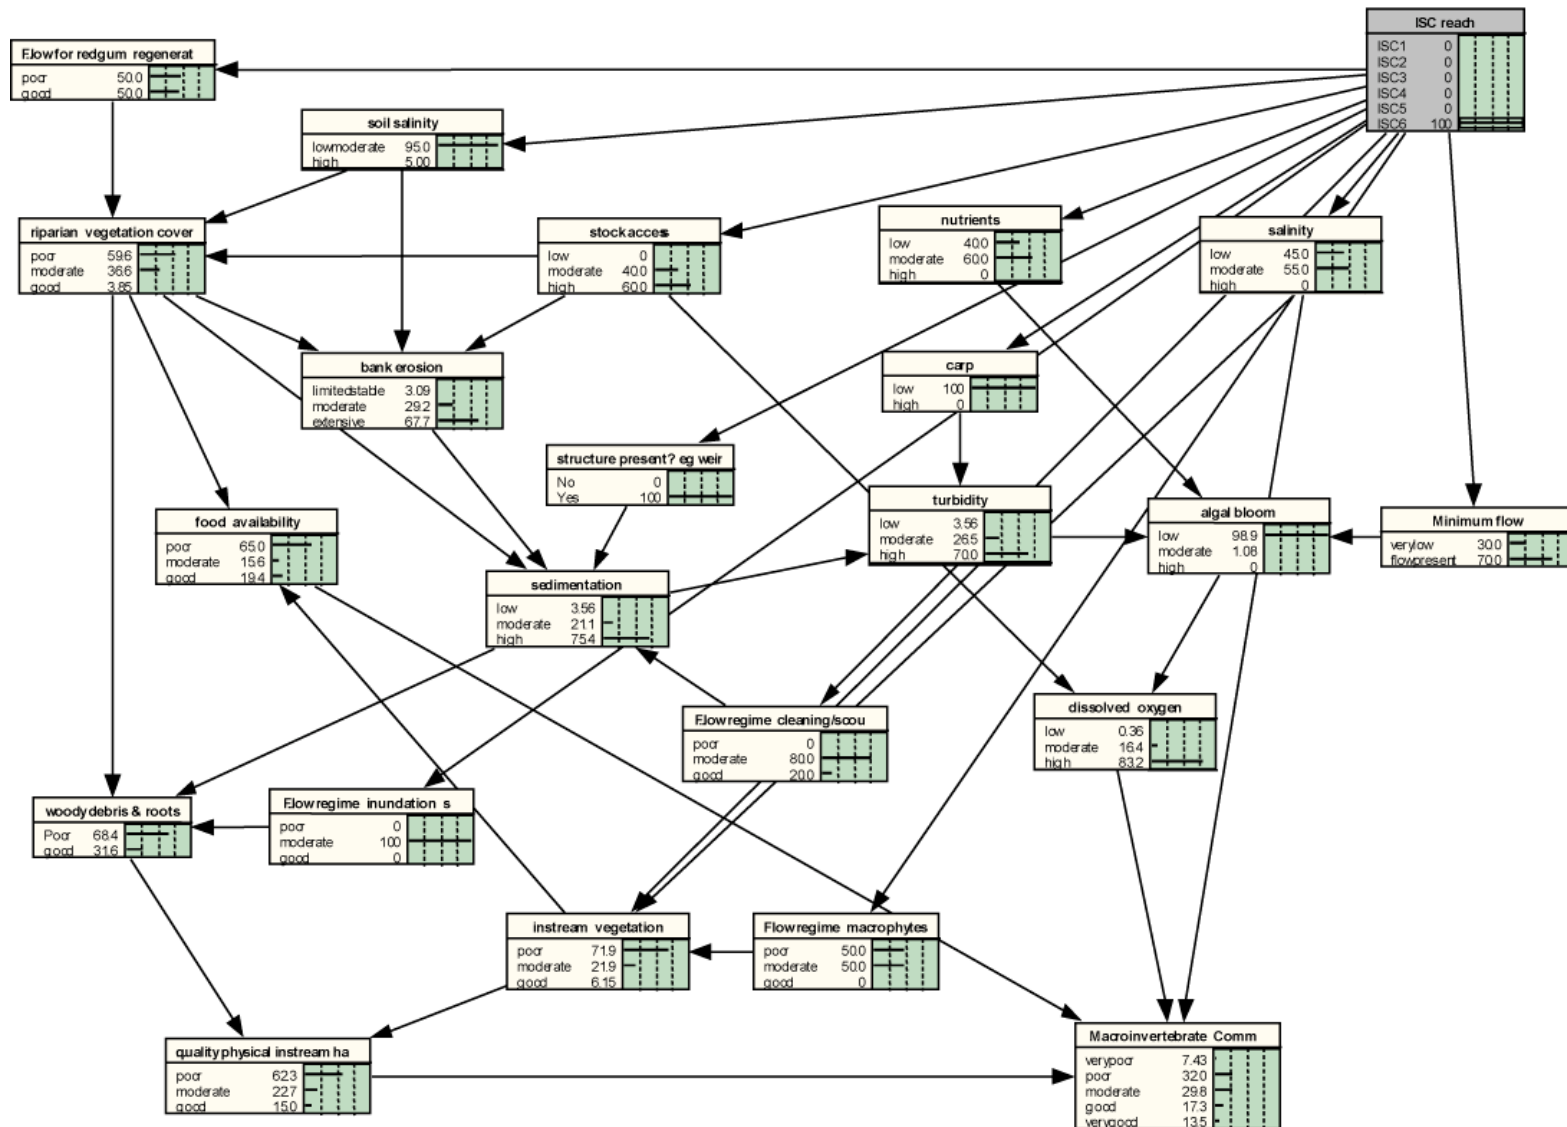 ISC reach
ISC1 0
ISC2 0
ISC3 0
ISC4 0
ISC5 0
ISC6 100
Flow for redgum regenerat
poor 50.0
good 50.0
soil salinity
lowmoderate 95.0
high 5.00
riparian vegetation cover
poor 59.6
moderate 36.6
good 3.85
stock access
low 0
moderate 40.0
high 60.0
nutrients
low 40.0
moderate 60.0
high 0
salinity
low 45.0
moderate 55.0
high 0
bank erosion
limitedstable 3.09
moderate 29.2
extensive 67.7
carp
low 100
high 0
structure present? eg weir
No 0
Yes 100
turbidity
low 3.56
moderate 26.5
high 70.0
algal bloom
low 98.9
moderate 1.08
high 0
Minimum flow
verylow 30.0
flowpresent 70.0
food availability
poor 65.0
moderate 15.6
good 19.4
sedimentation
low 3.56
moderate 21.1
high 75.4
Flow regime cleaning/scou
poor 0
moderate 80.0
good 20.0
dissolved oxygen
low 0.36
moderate 16.4
high 83.2
woody debris & roots
Poor 68.4
good 31.6
Flow regime inundation s
poor 0
moderate 100
good 0
instream vegetation
poor 71.9
moderate 21.9
good 6.15
Flow regime macrophytes
poor 50.0
moderate 50.0
good 0
quality physical instream ha
poor 62.3
moderate 22.7
good 15.0
Macroinvertebrate Comm
verypoor 7.43
poor 32.0
moderate 29.8
good 17.3
verygood 13.5